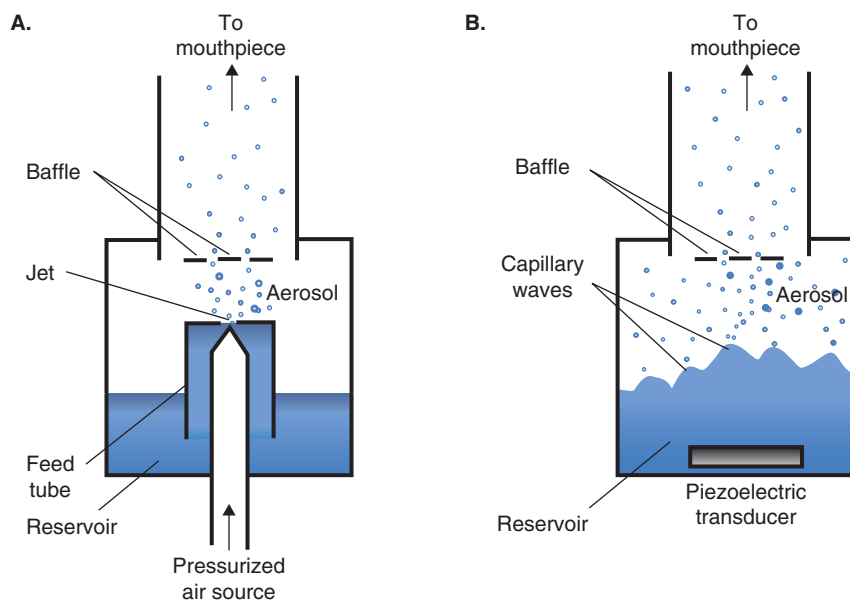 A.
To
mouthpiece
Baffle
Jet
Aerosol
Feed
tube
Reservoir
Pressurized
air source
B.
To
mouthpiece
Baffle
Capillary
waves
Aerosol
Reservoir
Piezoelectric
transducer